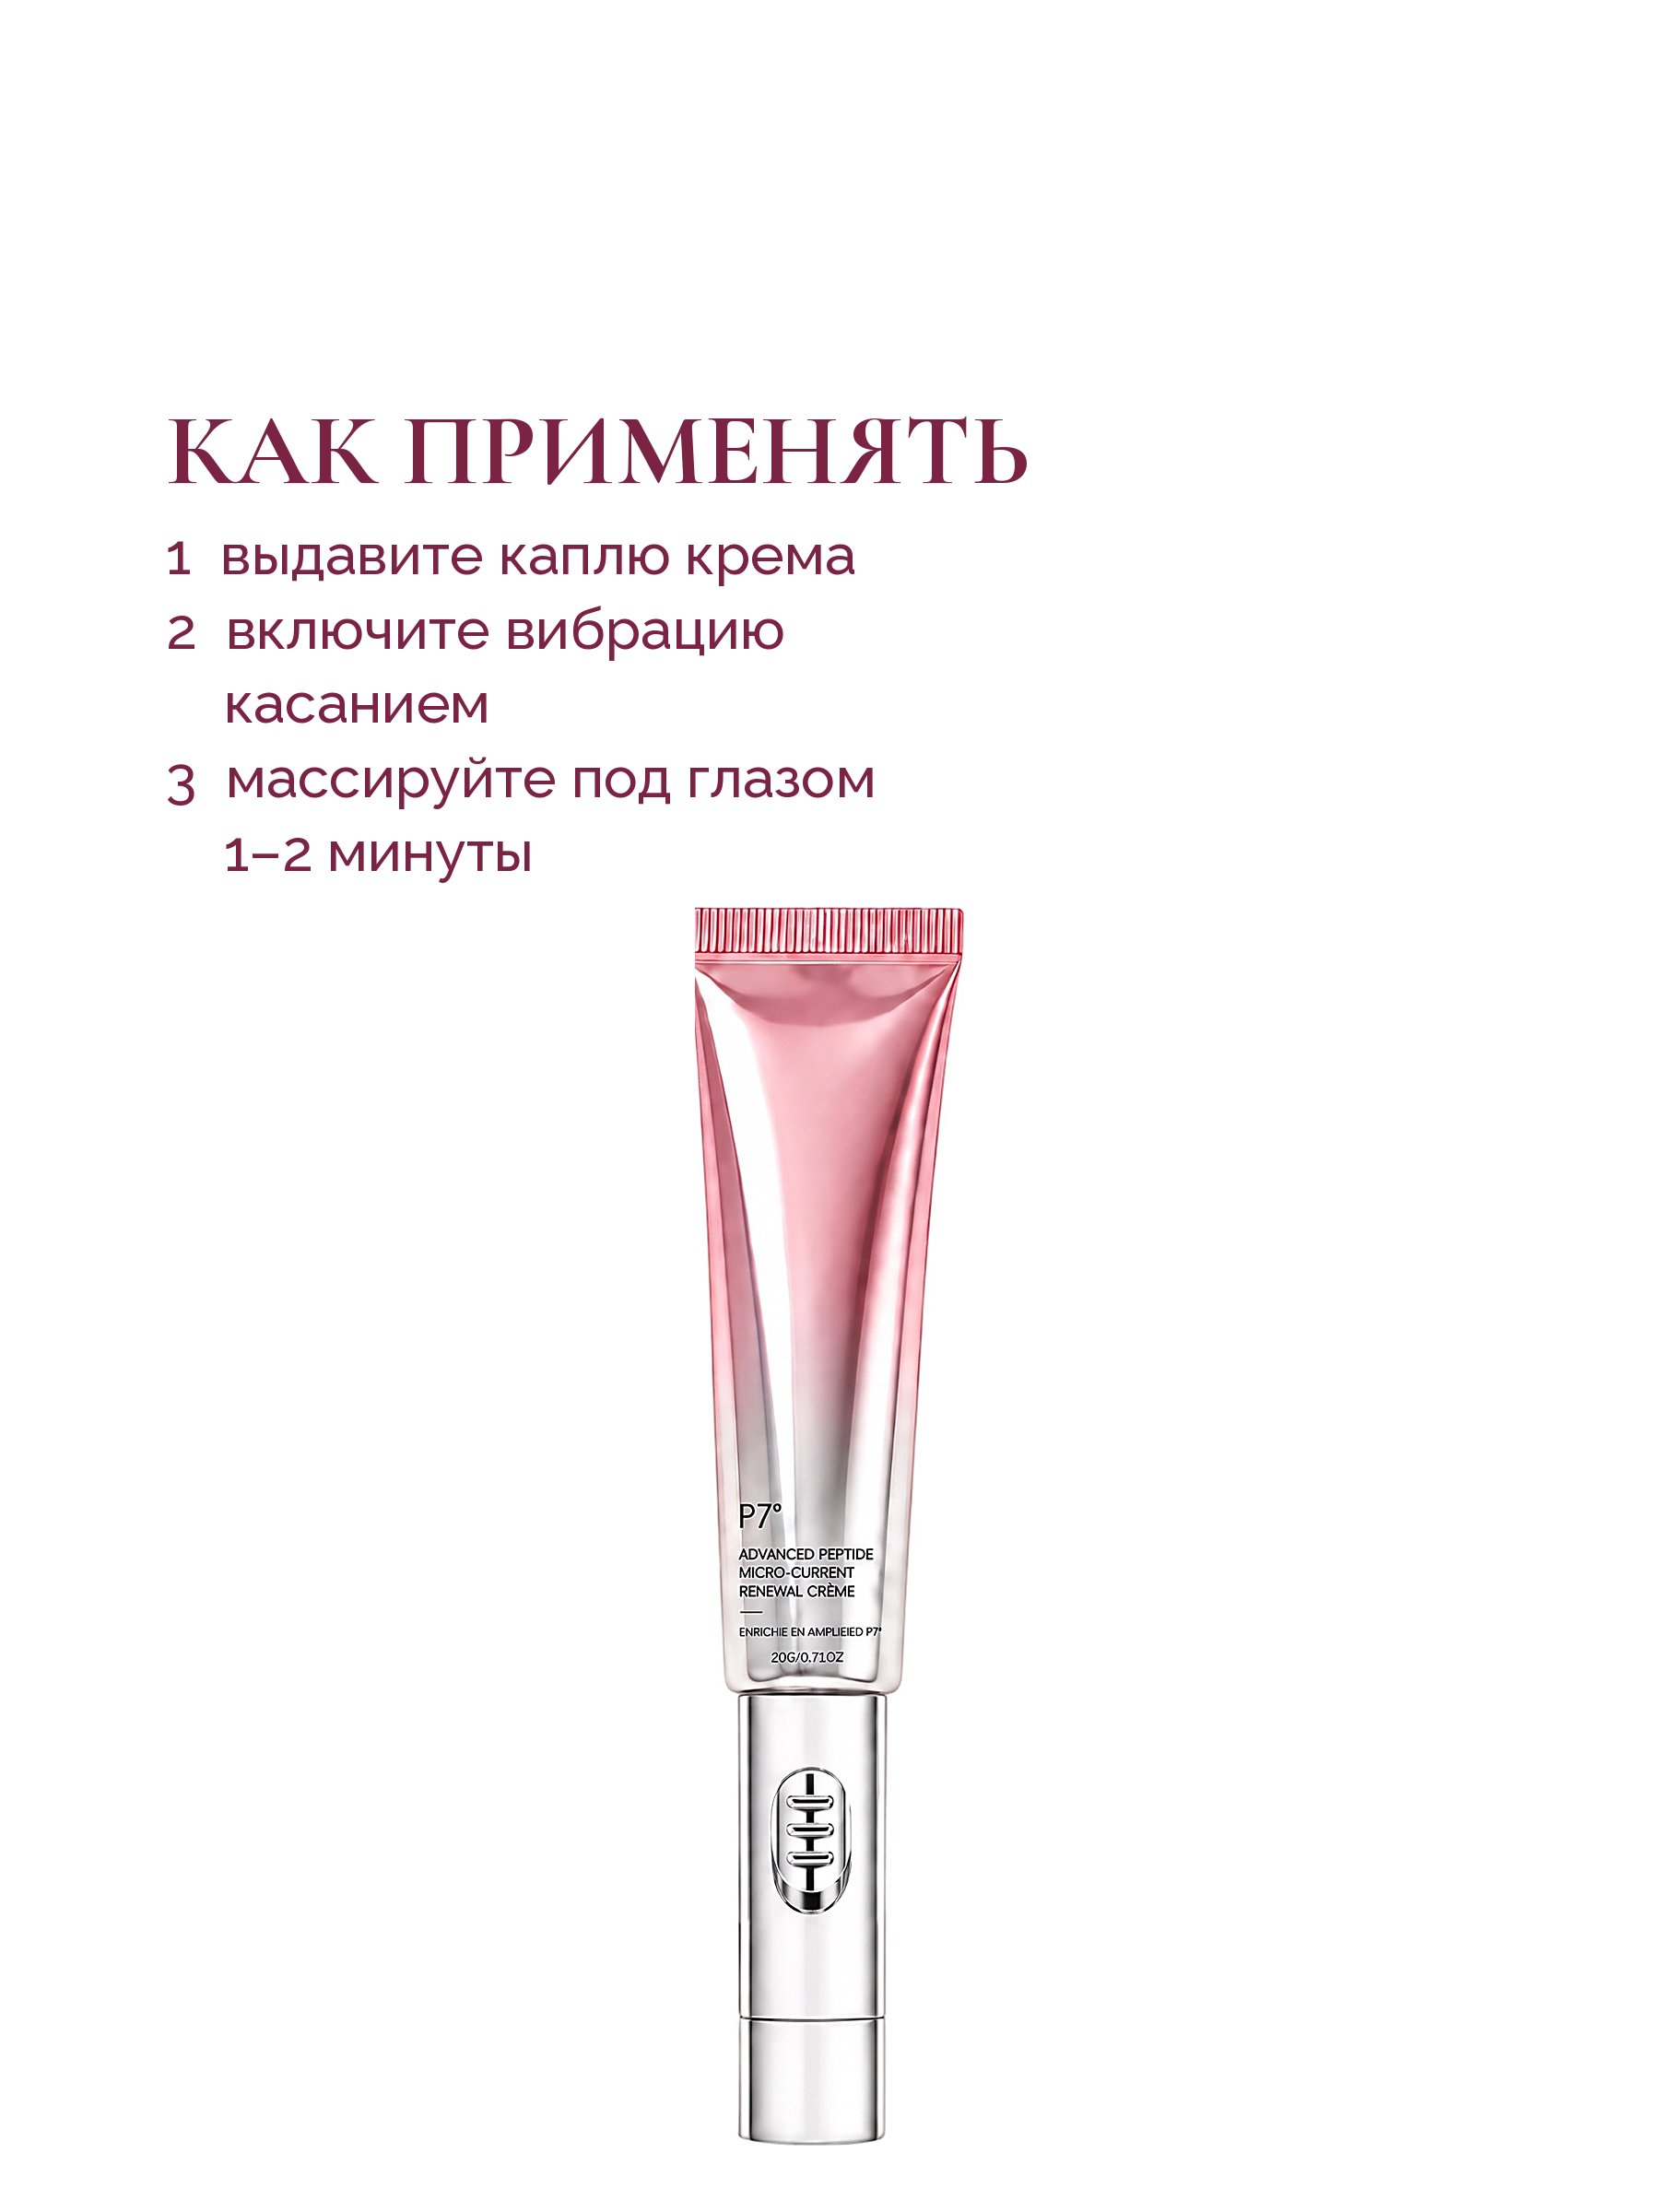 КАК ПРИМЕНЯТЬ
1 выдавите каплю крема
2 включите вибрацию
касанием
3 массируйте под глазом
1–2 минуты
P7°
ADVANCED PEPTIDE
MICRO-CURRENT
RENEWAL CRÈME
ENRICHIE EN AMPLIEIED P7°
20G/0.71OZ